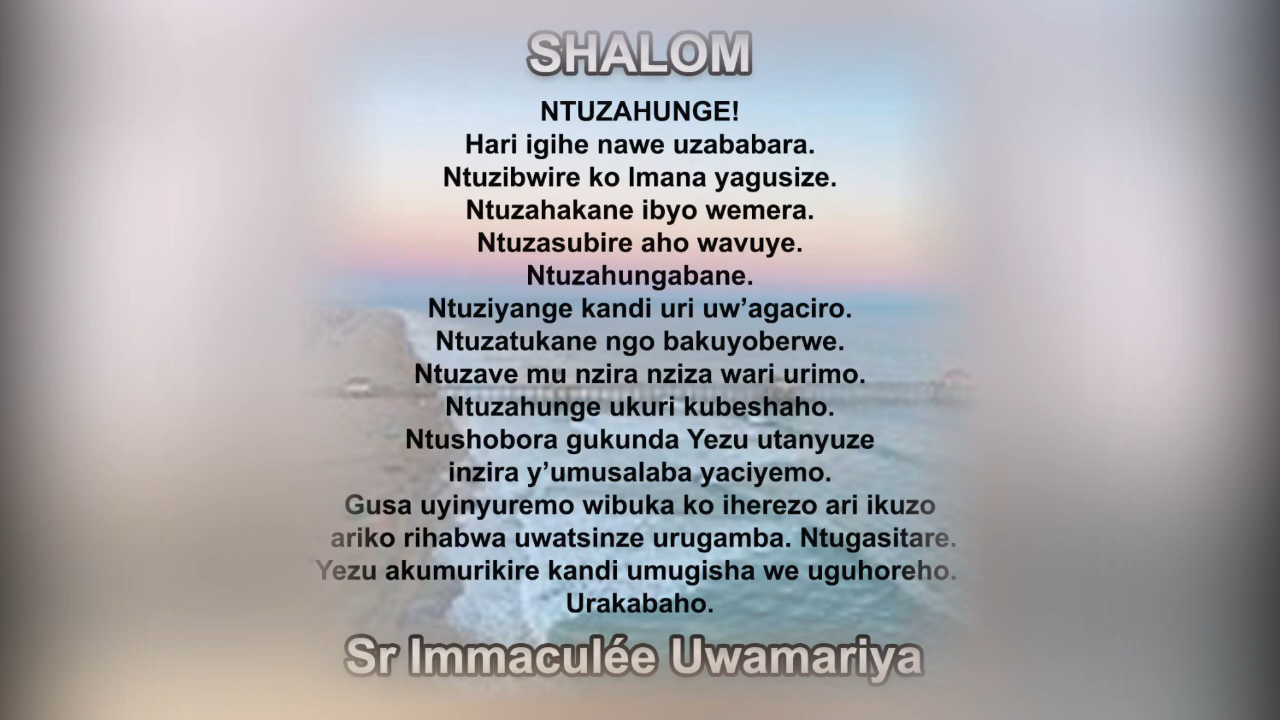 SHALOM
NTUZAHUNGE!
Hari igihe nawe uzababara.
Ntuzibwire ko Imana yagusize.
Ntuzahakane ibyo wemera.
Ntuzasubire aho wavuye.
Ntuzahungabane.
Ntuziyange kandi uri uw’agaciro.
Ntuzatukane ngo bakuyoberwe.
Ntuzave mu nzira nziza wari urimo.
Ntuzahunge ukuri kubeshaho.
Ntushobora gukunda Yezu utanyuze
inzira y’umusalaba yaciyemo.
Gusa uyinyuremo wibuka ko iherezo ari ikuzo
ariko rihabwa uwatsinze urugamba. Ntugasitare.
Yezu akumurikire kandi umugisha we uguhoreho.
Urakabaho.
Sr Immaculée Uwamariya